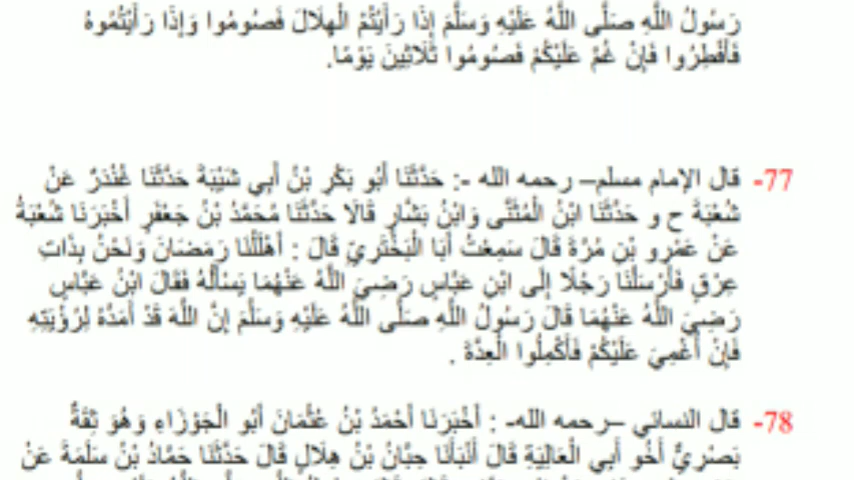 رَسُولُ اللَّهِ صَلَّى اللَّهُ عَلَيْهِ وَسَلَّمَ إِذَا رَأَيْتُمُ الْهِلَالَ فَصُومُوا وَإِذَا رَأَيْتُمُوهُ
فَأَفْطِرُوا فَإِنْ غُمَّ عَلَيْكُمْ فَصُومُوا ثَلَاثِينَ يَوْمًا.
77- قال الإمام مسلم– رحمه الله -: حَدَّثَنَا أَبُو بَكْرِ بْنُ أَبِي شَيْبَةَ حَدَّثَنَا غُنْدَرٌ عَنْ
شُعْبَةَ ح و حَدَّثَنَا ابْنُ الْمُثَنَّى وَابْنُ بَشَّارٍ قَالَا حَدَّثَنَا مُحَمَّدُ بْنُ جَعْفَرٍ أَخْبَرَنَا شُعْبَةُ
عَنْ عَمْرِو بْنِ مُرَّةَ قَالَ سَمِعْتُ أَبَا الْبَخْتَرِيِّ قَالَ : أَهْلَلْنَا رَمَضَانَ وَنَحْنُ بِذَاتِ
عِرْقٍ فَأَرْسَلْنَا رَجُلًا إِلَى ابْنِ عَبَّاسٍ رَضِيَ اللَّهُ عَنْهُمَا يَسْأَلُهُ فَقَالَ ابْنُ عَبَّاسٍ
رَضِيَ اللَّهُ عَنْهُمَا قَالَ رَسُولُ اللَّهِ صَلَّى اللَّهُ عَلَيْهِ وَسَلَّمَ إِنَّ اللَّهَ قَدْ أَمَدَّهُ لِرُؤْيَتِهِ
فَإِنْ أُغْمِيَ عَلَيْكُمْ فَأَكْمِلُوا الْعِدَّةَ .
78- قال النسائي –رحمه الله- : أَخْبَرَنَا أَحْمَدُ بْنُ عُثْمَانَ أَبُو الْجَوْزَاءِ وَهُوَ ثِقَةٌ
بَصْرِيٌّ أَخُو أَبِي الْعَالِيَةِ قَالَ أَنْبَأَنَا حِبَّانُ بْنُ هِلَالٍ قَالَ حَدَّثَنَا حَمَّادُ بْنُ سَلَمَةَ عَنْ